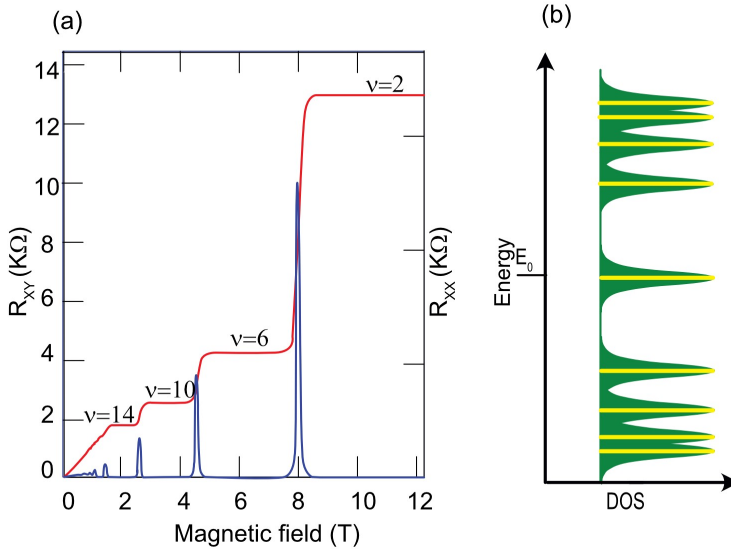 (a)
(b)
14
12
10
8
6
4
2
0
R_XY (KΩ)
ν=2
ν=6
ν=10
ν=14
R_XX (KΩ)
0 2 4 6 8 10 12
Magnetic field (T)
Energy
E_0
DOS